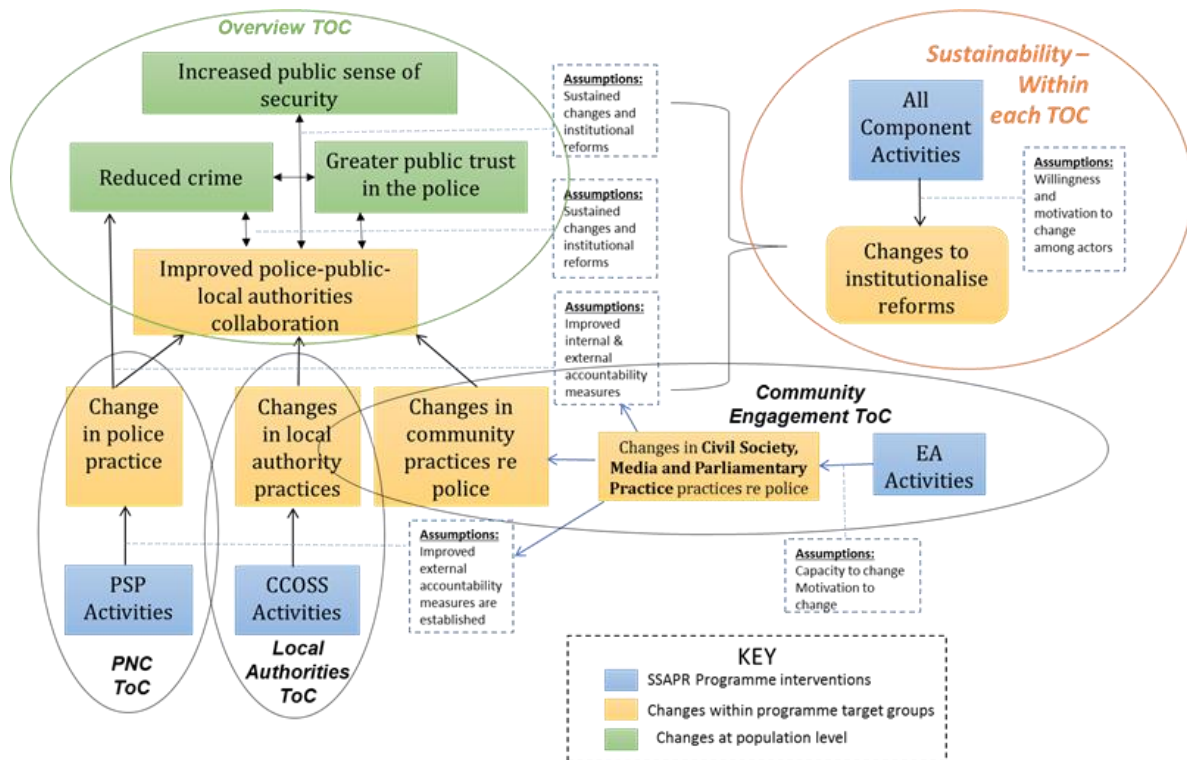 Overview TOC
Increased public sense of
security
Reduced crime
Greater public trust
in the police
Improved police-public-
local authorities
collaboration
Assumptions:
Sustained
changes and
institutional
reforms
Assumptions:
Sustained
changes and
institutional
reforms
Assumptions:
Improved
internal &
external
accountability
measures
Sustainability –
Within
each TOC
All
Component
Activities
Assumptions:
Willingness
and
motivation to
change
among actors
Changes to
institutionalise
reforms
Change
in police
practice
Changes
in local
authority
practices
Changes in
community
practices re
police
Community
Engagement ToC
Changes in Civil Society,
Media and Parliamentary
Practice practices re police
EA
Activities
PSP
Activities
CCOSS
Activities
Assumptions:
Improved
external
accountability
measures are
established
Assumptions:
Capacity to change
Motivation to
change
PNC
ToC
Local
Authorities
ToC
KEY
SSAPR Programme interventions
Changes within programme target groups
Changes at population level